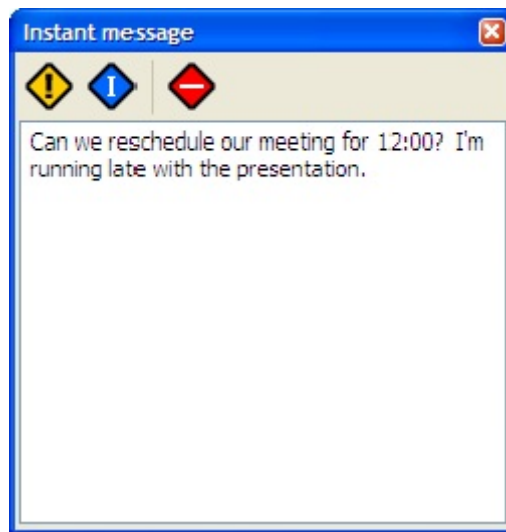 Instant message
I
Can we reschedule our meeting for 12:00? I'm
running late with the presentation.